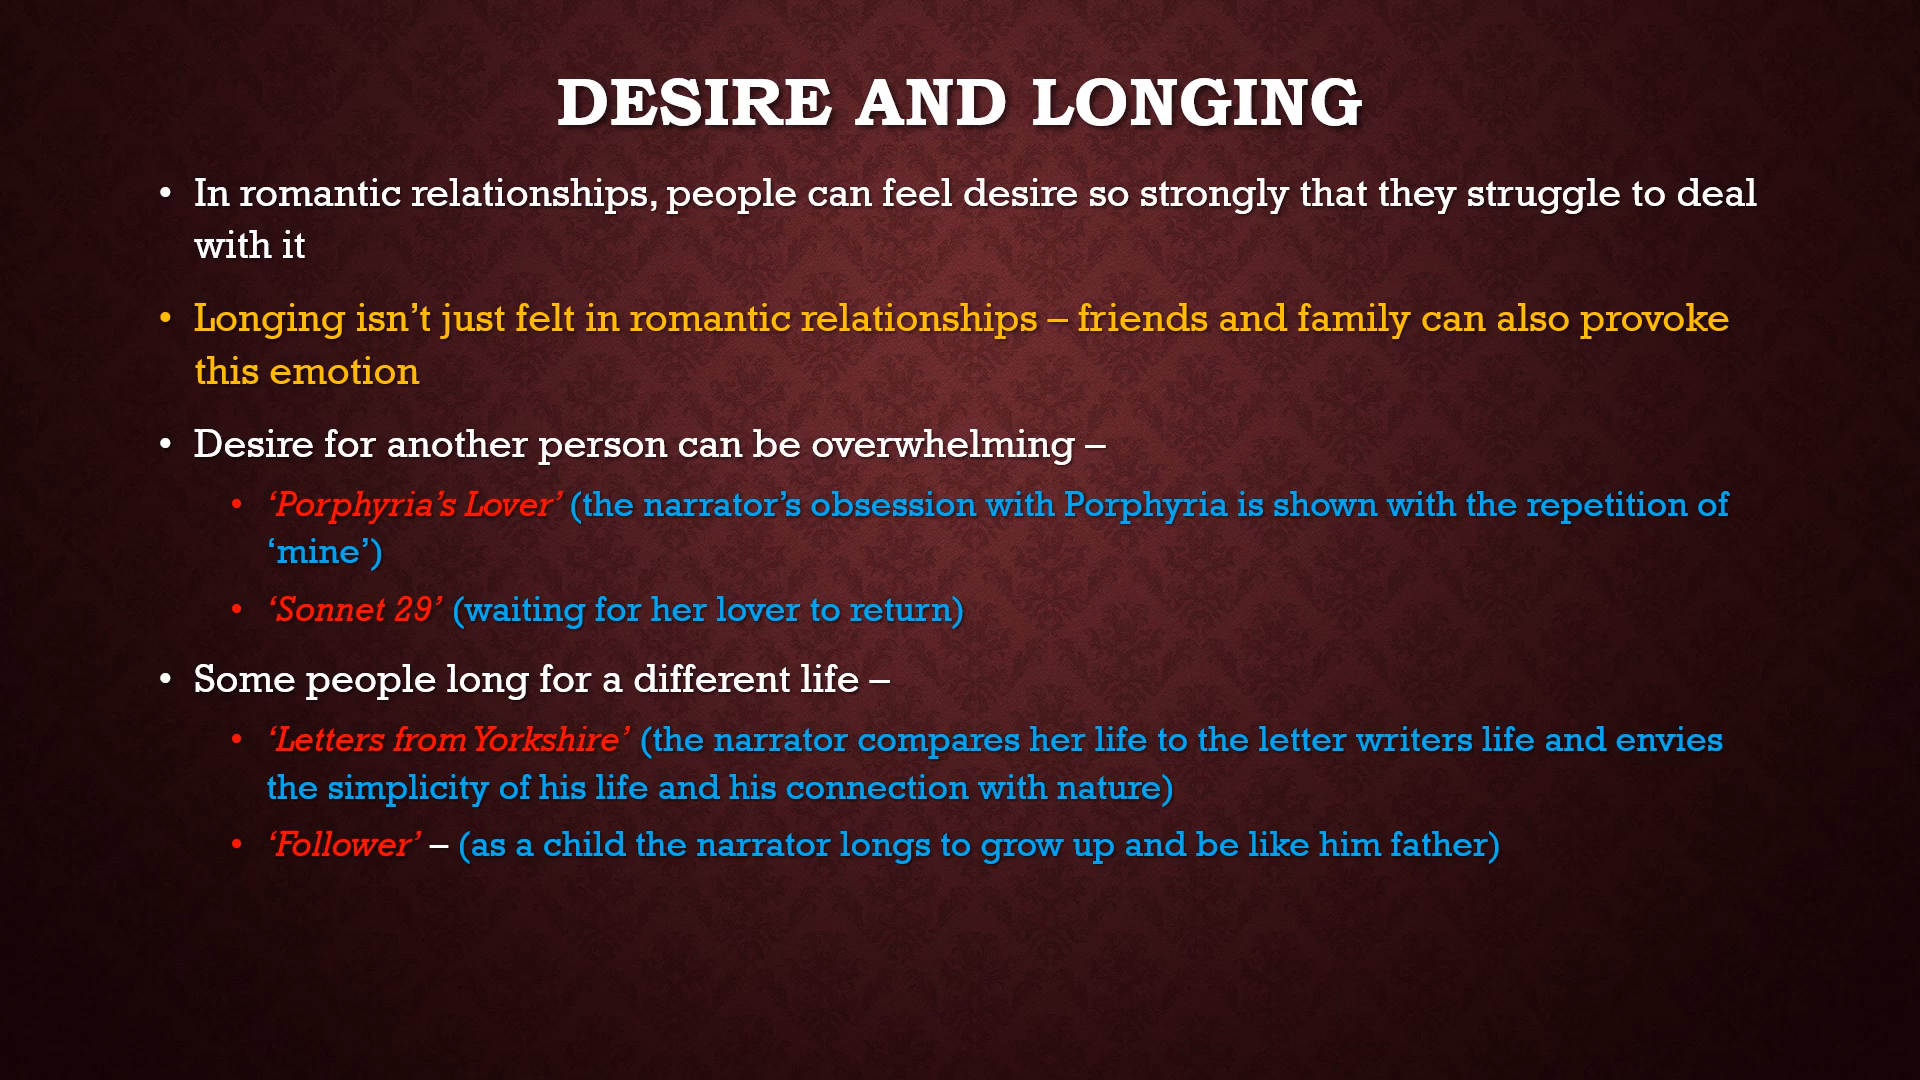 DESIRE AND LONGING
• In romantic relationships, people can feel desire so strongly that they struggle to deal
with it
• Longing isn’t just felt in romantic relationships – friends and family can also provoke
this emotion
• Desire for another person can be overwhelming –
• ‘Porphyria’s Lover’ (the narrator’s obsession with Porphyria is shown with the repetition of
‘mine’)
• ‘Sonnet 29’ (waiting for her lover to return)
• Some people long for a different life –
• ‘Letters from Yorkshire’ (the narrator compares her life to the letter writers life and envies
the simplicity of his life and his connection with nature)
• ‘Follower’ – (as a child the narrator longs to grow up and be like him father)